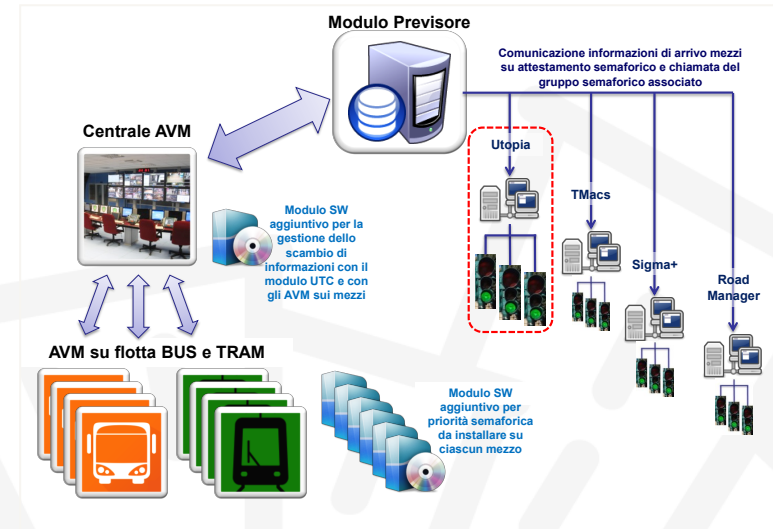 Modulo Previsore
Comunicazione informazioni di arrivo mezzi
su attestamento semaforico e chiamata del
gruppo semaforico associato
Centrale AVM
Utopia
TMacs
Sigma+
Road
Manager
Modulo SW
aggiuntivo per la
gestione dello
scambio di
informazioni con il
modulo UTC e con
gli AVM sui mezzi
AVM su flotta BUS e TRAM
Modulo SW
aggiuntivo per
priorità semaforica
da installare su
ciascun mezzo